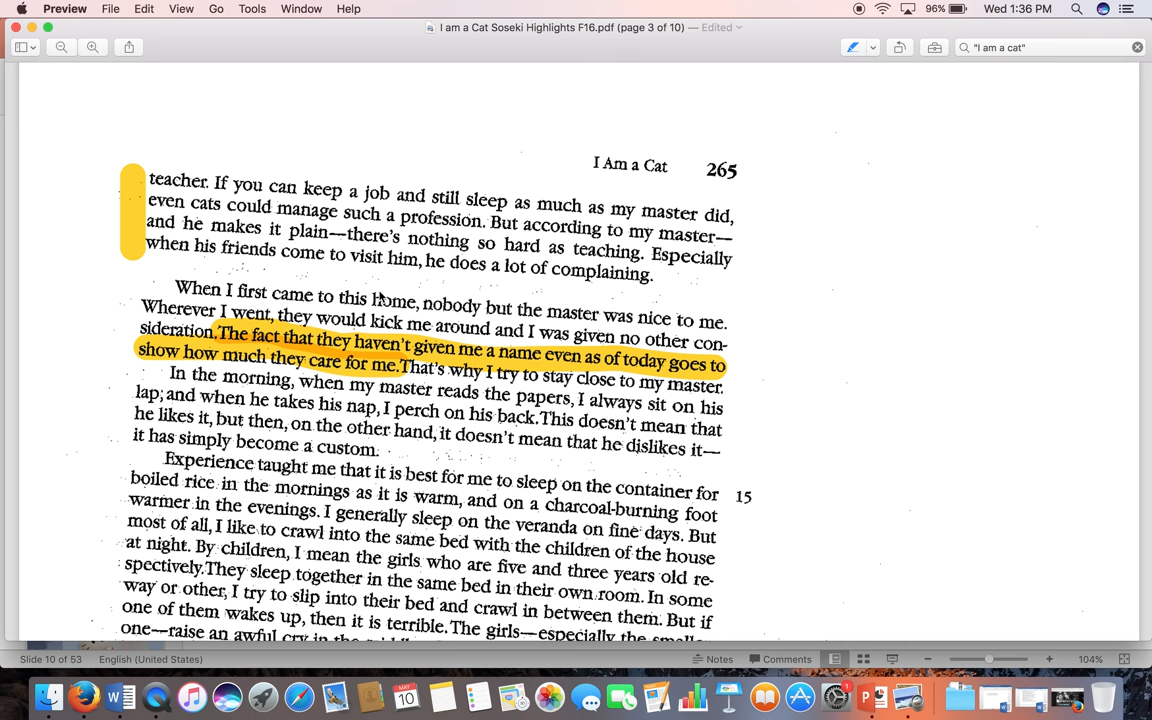 Preview File Edit View Go Tools Window Help 96% Wed 1:36 PM
I am a Cat Soseki Highlights F16.pdf (page 3 of 10) — Edited
"I am a cat"
I Am a Cat 265
teacher. If you can keep a job and still sleep as much as my master did,
even cats could manage such a profession. But according to my master—
and he makes it plain—there's nothing so hard as teaching. Especially
when his friends come to visit him, he does a lot of complaining.
When I first came to this home, nobody but the master was nice to me.
Wherever I went, they would kick me around and I was given no other con-
sideration. The fact that they haven't given me a name even as of today goes to
show how much they care for me. That's why I try to stay close to my master.
In the morning, when my master reads the papers, I always sit on his
lap; and when he takes his nap, I perch on his back. This doesn't mean that
he likes it, but then, on the other hand, it doesn't mean that he dislikes it—
it has simply become a custom.
Experience taught me that it is best for me to sleep on the container for
boiled rice in the mornings as it is warm, and on a charcoal-burning foot 15
warmer in the evenings. I generally sleep on the veranda on fine days. But
most of all, I like to crawl into the same bed with the children of the house
at night. By children, I mean the girls who are five and three years old re-
spectively. They sleep together in the same bed in their own room. In some
way or other, I try to slip into their bed and crawl in between them. But if
one of them wakes up, then it is terrible. The girls—especially the
one—raise an awful cry in the
Slide 10 of 53 English (United States) Notes Comments 104%
MAY
10
1